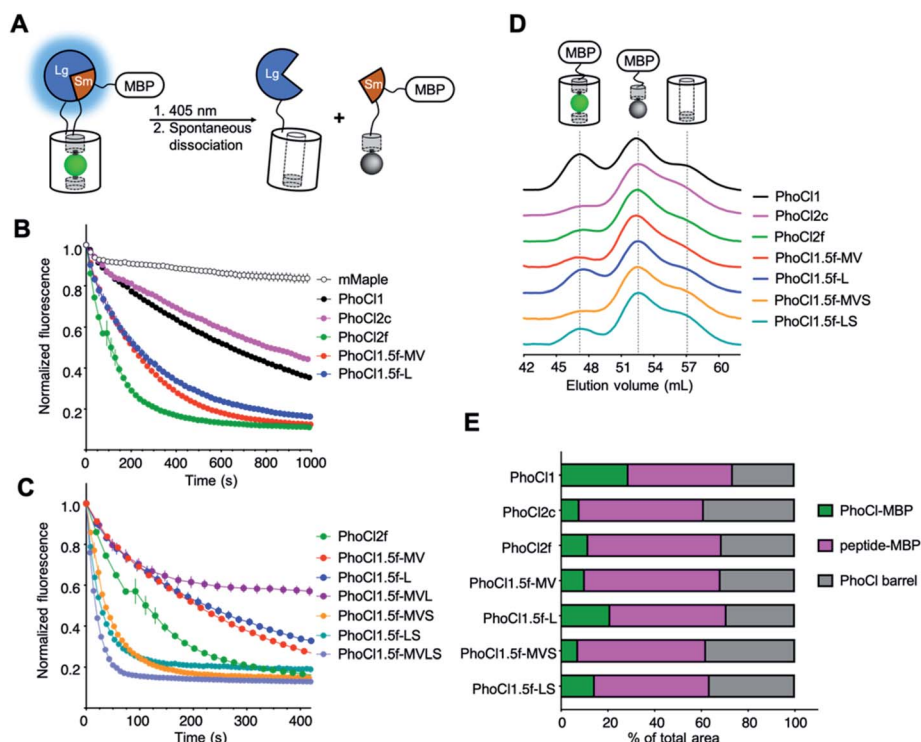 A
Lg
Sm
MBP
1. 405 nm
2. Spontaneous
dissociation
Lg
+
Sm
MBP
B
Normalized fluorescence
1.0
0.8
0.6
0.4
0.2
0 200 400 600 800 1000
Time (s)
mMaple
PhoCl1
PhoCl2c
PhoCl2f
PhoCl1.5f-MV
PhoCl1.5f-L
C
Normalized fluorescence
1.0
0.8
0.6
0.4
0.2
0 100 200 300 400
Time (s)
PhoCl2f
PhoCl1.5f-MV
PhoCl1.5f-L
PhoCl1.5f-MVL
PhoCl1.5f-MVS
PhoCl1.5f-LS
PhoCl1.5f-MVLS
D
MBP
MBP
PhoCl1
PhoCl2c
PhoCl2f
PhoCl1.5f-MV
PhoCl1.5f-L
PhoCl1.5f-MVS
PhoCl1.5f-LS
42 45 48 51 54 57 60
Elution volume (mL)
E
PhoCl1
PhoCl2c
PhoCl2f
PhoCl1.5f-MV
PhoCl1.5f-L
PhoCl1.5f-MVS
PhoCl1.5f-LS
0 20 40 60 80 100
% of total area
PhoCl-MBP
peptide-MBP
PhoCl barrel